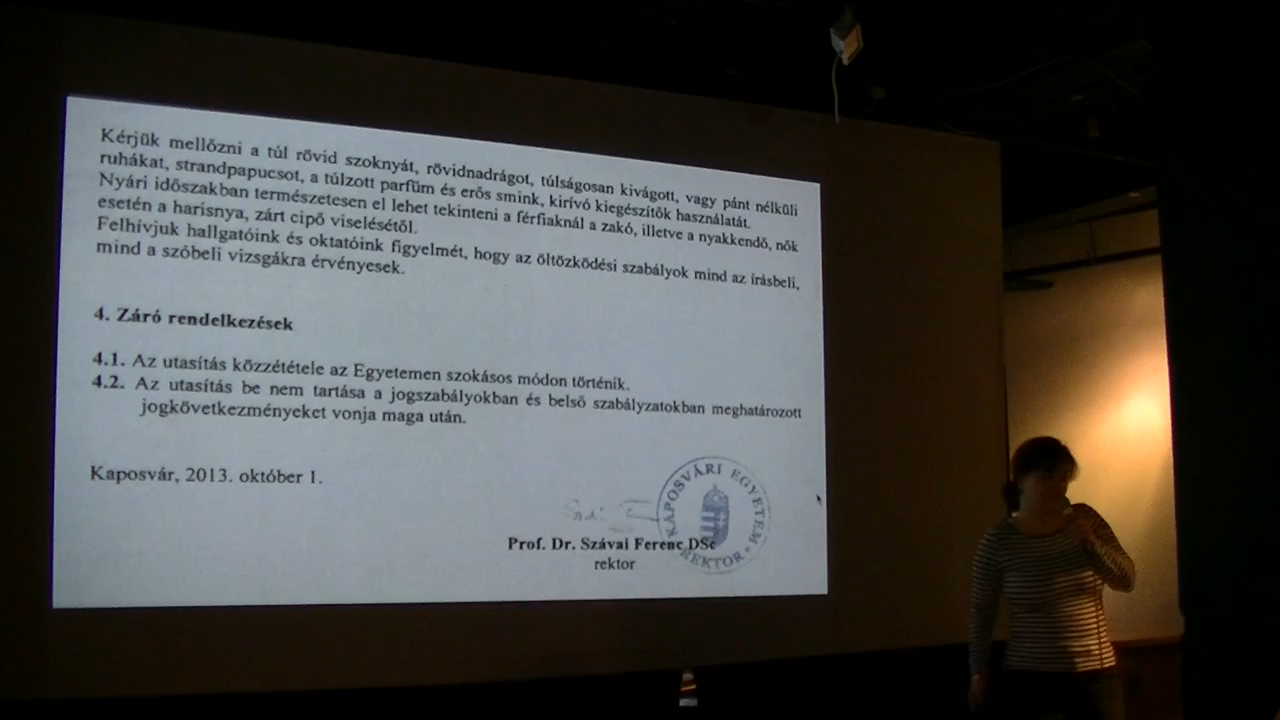 Kérjük mellőzni a túl rövid szoknyát, rövidnadrágot, túlságosan kivágott, vagy pánt nélküli
ruhákat, strandpapucsot, a túlzott parfüm és erős smink, kirívó kiegészítők használatát.
Nyári időszakban természetesen el lehet tekinteni a férfiaknál a zakó, illetve a nyakkendő, nők
esetén a harisnya, zárt cipő viselésétől.
Felhívjuk hallgatóink és oktatóink figyelmét, hogy az öltözködési szabályok mind az írásbeli,
mind a szóbeli vizsgákra érvényesek.
4. Záró rendelkezések
4.1. Az utasítás közzététele az Egyetemen szokásos módon történik.
4.2. Az utasítás be nem tartása a jogszabályokban és belső szabályzatokban meghatározott
jogkövetkezményeket vonja maga után.
Kaposvár, 2013. október 1.
KAPOSVÁRI EGYETEM
REKTOR
Prof. Dr. Szávai Ferenc DSc
rektor